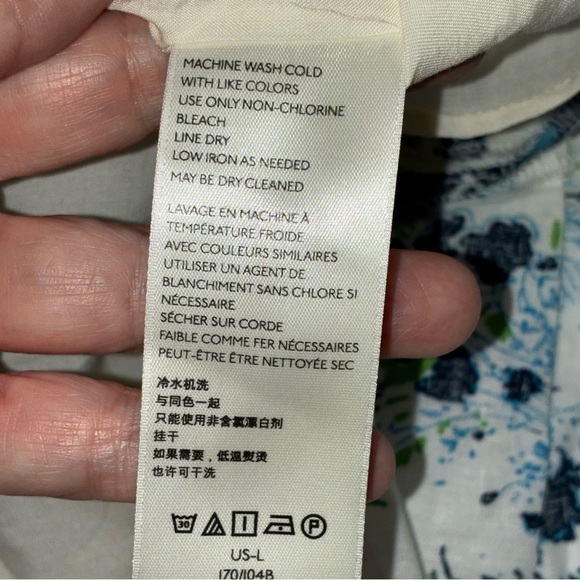 MACHINE WASH COLD
WITH LIKE COLORS
USE ONLY NON-CHLORINE
BLEACH
LINE DRY
LOW IRON AS NEEDED
MAY BE DRY CLEANED
LAVAGE EN MACHINE À
TEMPÉRATURE FROIDE
AVEC COULEURS SIMILAIRES
UTILISER UN AGENT DE
BLANCHIMENT SANS CHLORE SI
NÉCESSAIRE
SÉCHER SUR CORDE
FAIBLE COMME FER NÉCESSAIRES
PEUT-ÊTRE ÊTRE NETTOYÉE SEC
冷水机洗
与同色一起
只能使用非含氯漂白剂
挂干
如果需要，低温熨烫
也许可干洗
30 P
US-L
170/104B